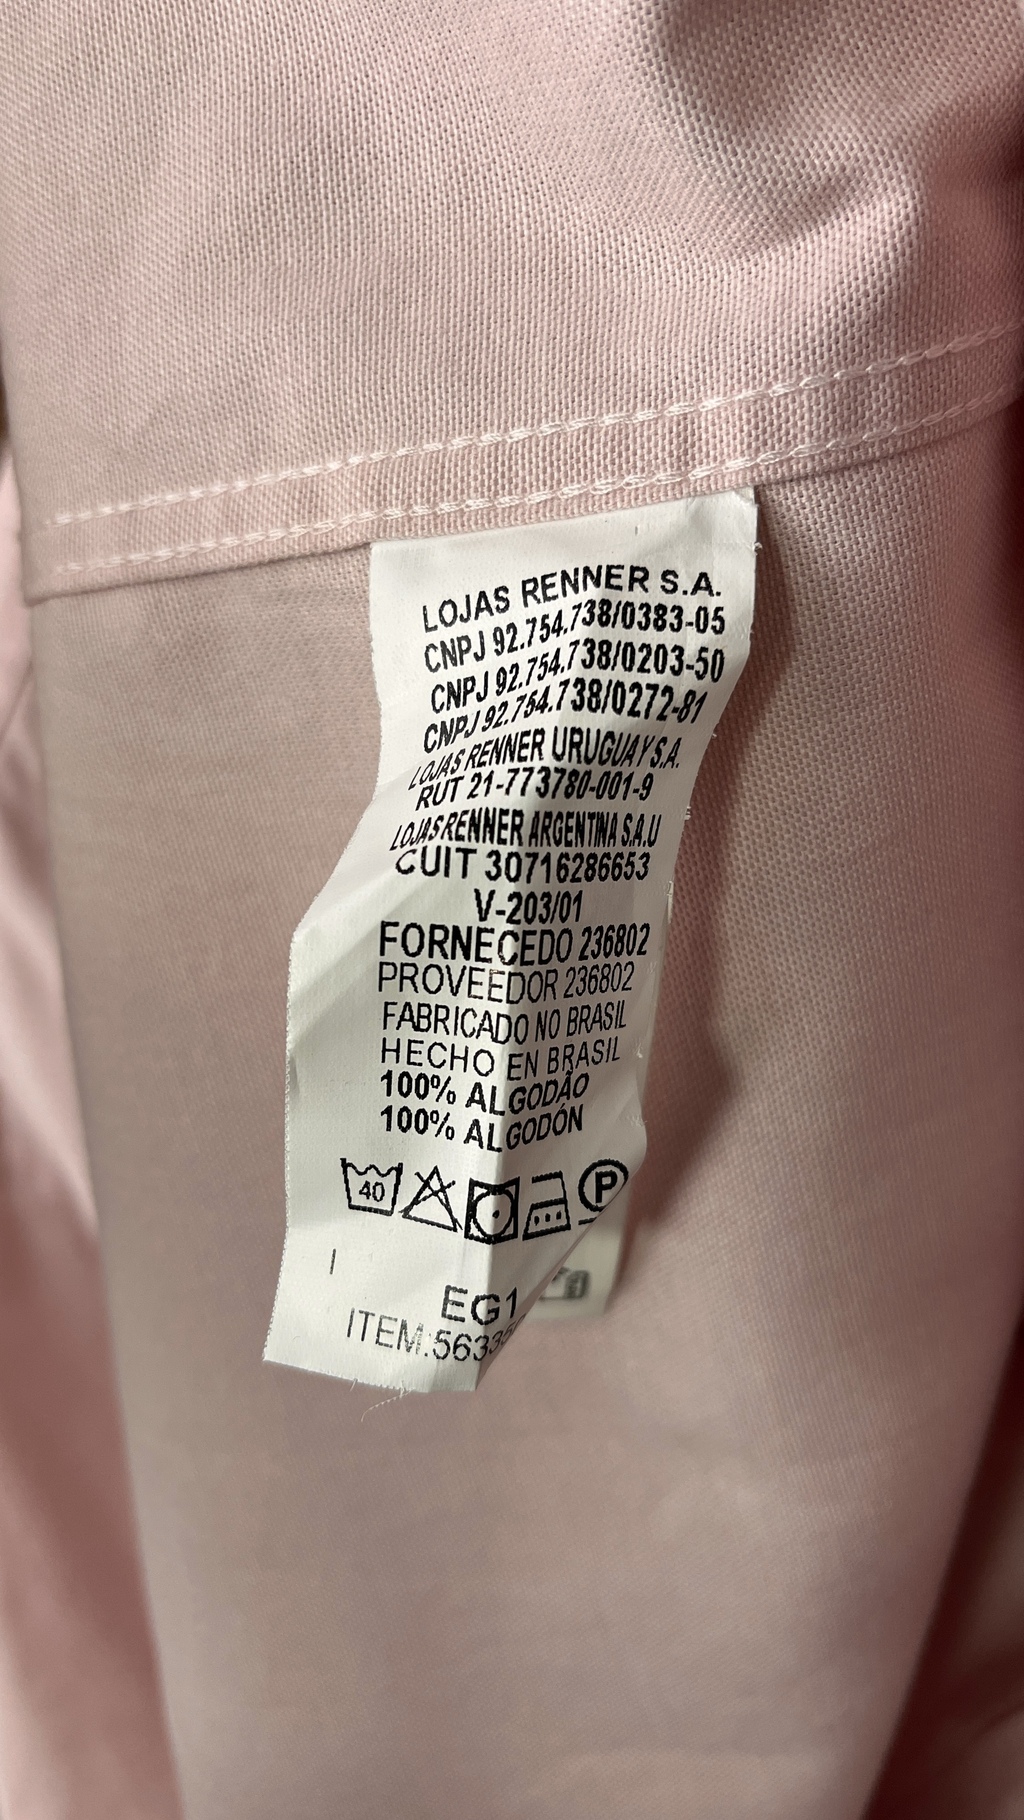 LOJAS RENNER S.A.
CNPJ 92.754.738/0383-05
CNPJ 92.754.738/0203-50
CNPJ 92.754.738/0272-81
LOJAS RENNER URUGUAY S.A.
RUT 21-773780-001-9
LOJAS RENNER ARGENTINA S.A.U
CUIT 30716286653
V-203/01
FORNECEDO 236802
PROVEEDOR 236802
FABRICADO NO BRASIL
HECHO EN BRASIL
100% ALGODÃO
100% ALGODÓN
40 P
EG1
ITEM: